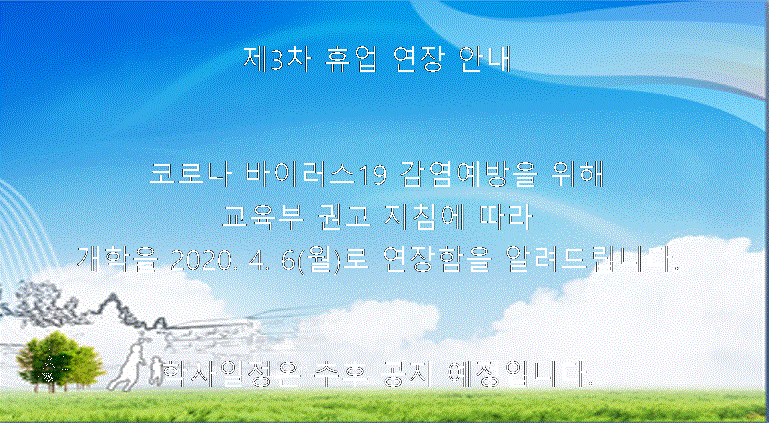 제3차 휴업 연장 안내
코로나 바이러스19 감염예방을 위해
교육부 권고 지침에 따라
개학을 2020. 4. 6(월)로 연장함을 알려드립니다.
학사일정은 추후 공지 예정입니다.